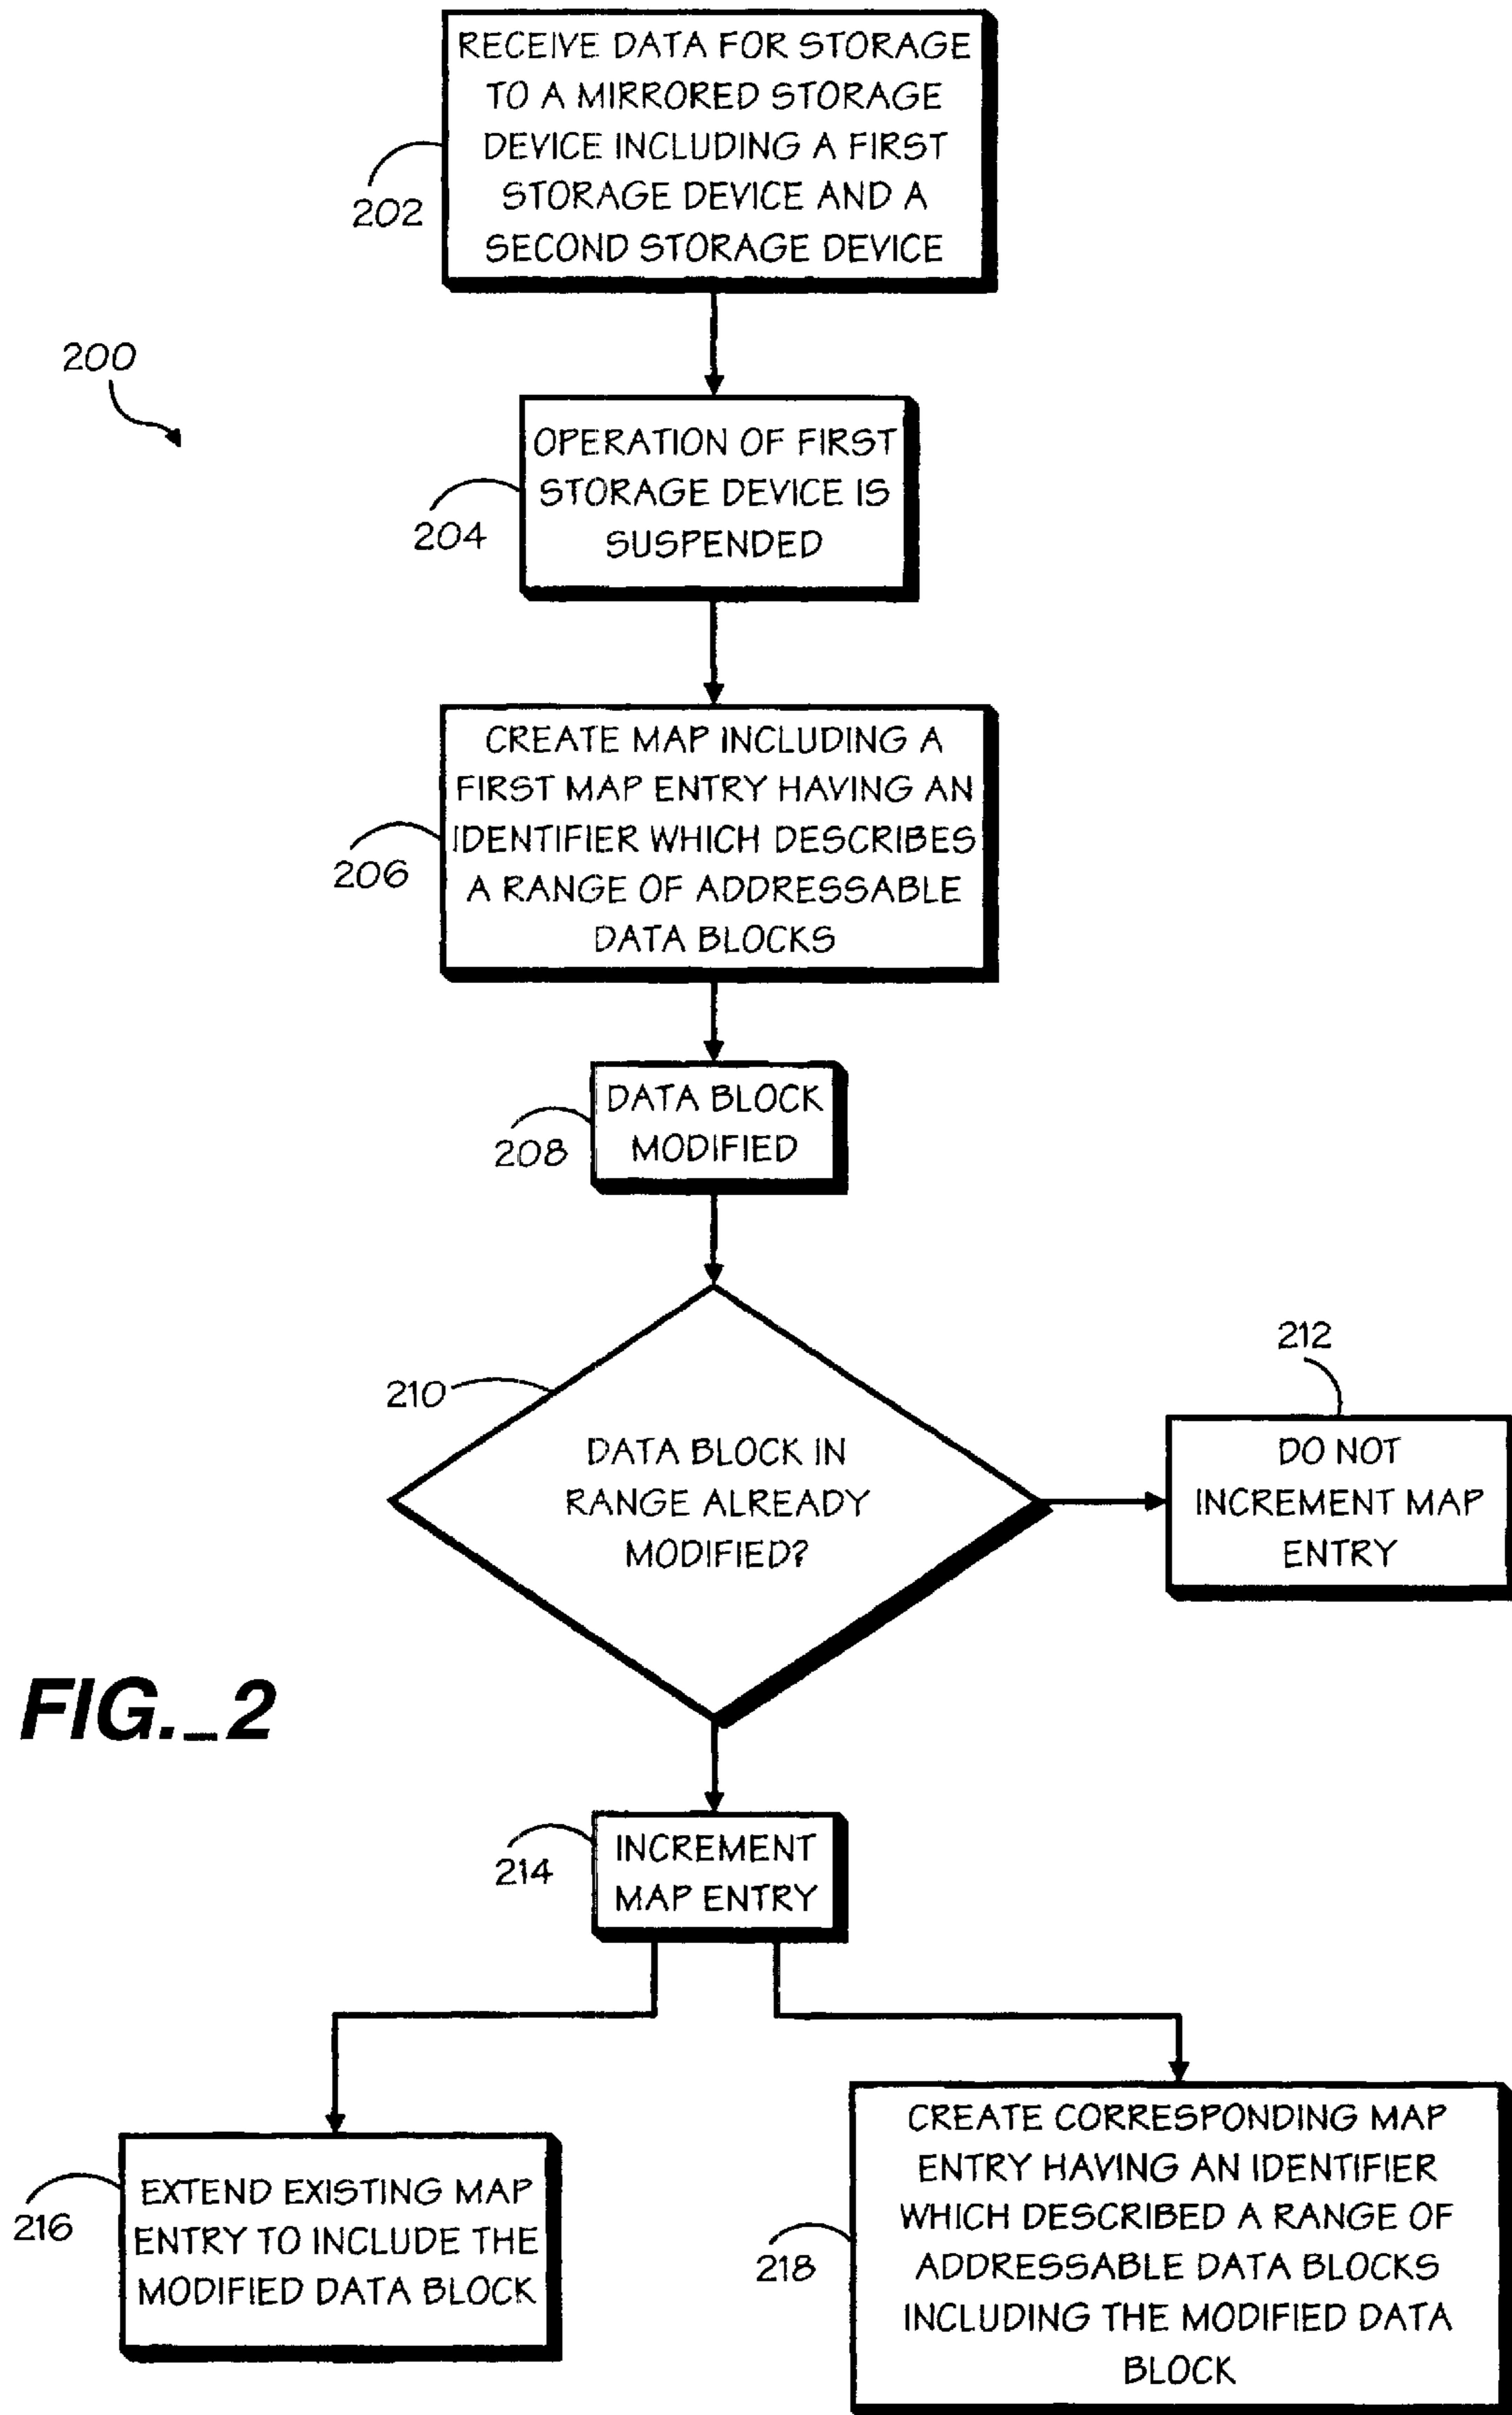 RECEIVE DATA FOR STORAGE
TO A MIRRORED STORAGE
DEVICE INCLUDING A FIRST
STORAGE DEVICE AND A
SECOND STORAGE DEVICE
202
200
OPERATION OF FIRST
STORAGE DEVICE IS
SUSPENDED
204
CREATE MAP INCLUDING A
FIRST MAP ENTRY HAVING AN
IDENTIFIER WHICH DESCRIBES
A RANGE OF ADDRESSABLE
DATA BLOCKS
206
DATA BLOCK
MODIFIED
208
210
DATA BLOCK IN
RANGE ALREADY
MODIFIED?
212
DO NOT
INCREMENT MAP
ENTRY
FIG._2
214
INCREMENT
MAP ENTRY
216
EXTEND EXISTING MAP
ENTRY TO INCLUDE THE
MODIFIED DATA BLOCK
218
CREATE CORRESPONDING MAP
ENTRY HAVING AN IDENTIFIER
WHICH DESCRIBED A RANGE OF
ADDRESSABLE DATA BLOCKS
INCLUDING THE MODIFIED DATA
BLOCK